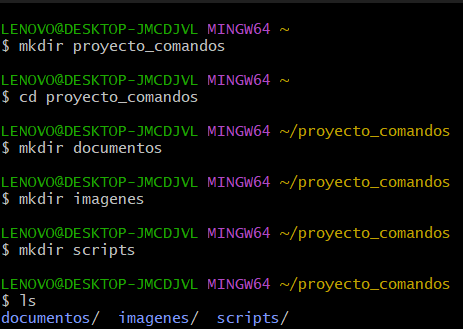 LENOVO@DESKTOP-JMCDJVL MINGW64 ~
$ mkdir proyecto_comandos
LENOVO@DESKTOP-JMCDJVL MINGW64 ~
$ cd proyecto_comandos
LENOVO@DESKTOP-JMCDJVL MINGW64 ~/proyecto_comandos
$ mkdir documentos
LENOVO@DESKTOP-JMCDJVL MINGW64 ~/proyecto_comandos
$ mkdir imagenes
LENOVO@DESKTOP-JMCDJVL MINGW64 ~/proyecto_comandos
$ mkdir scripts
LENOVO@DESKTOP-JMCDJVL MINGW64 ~/proyecto_comandos
$ ls
documentos/  imagenes/  scripts/